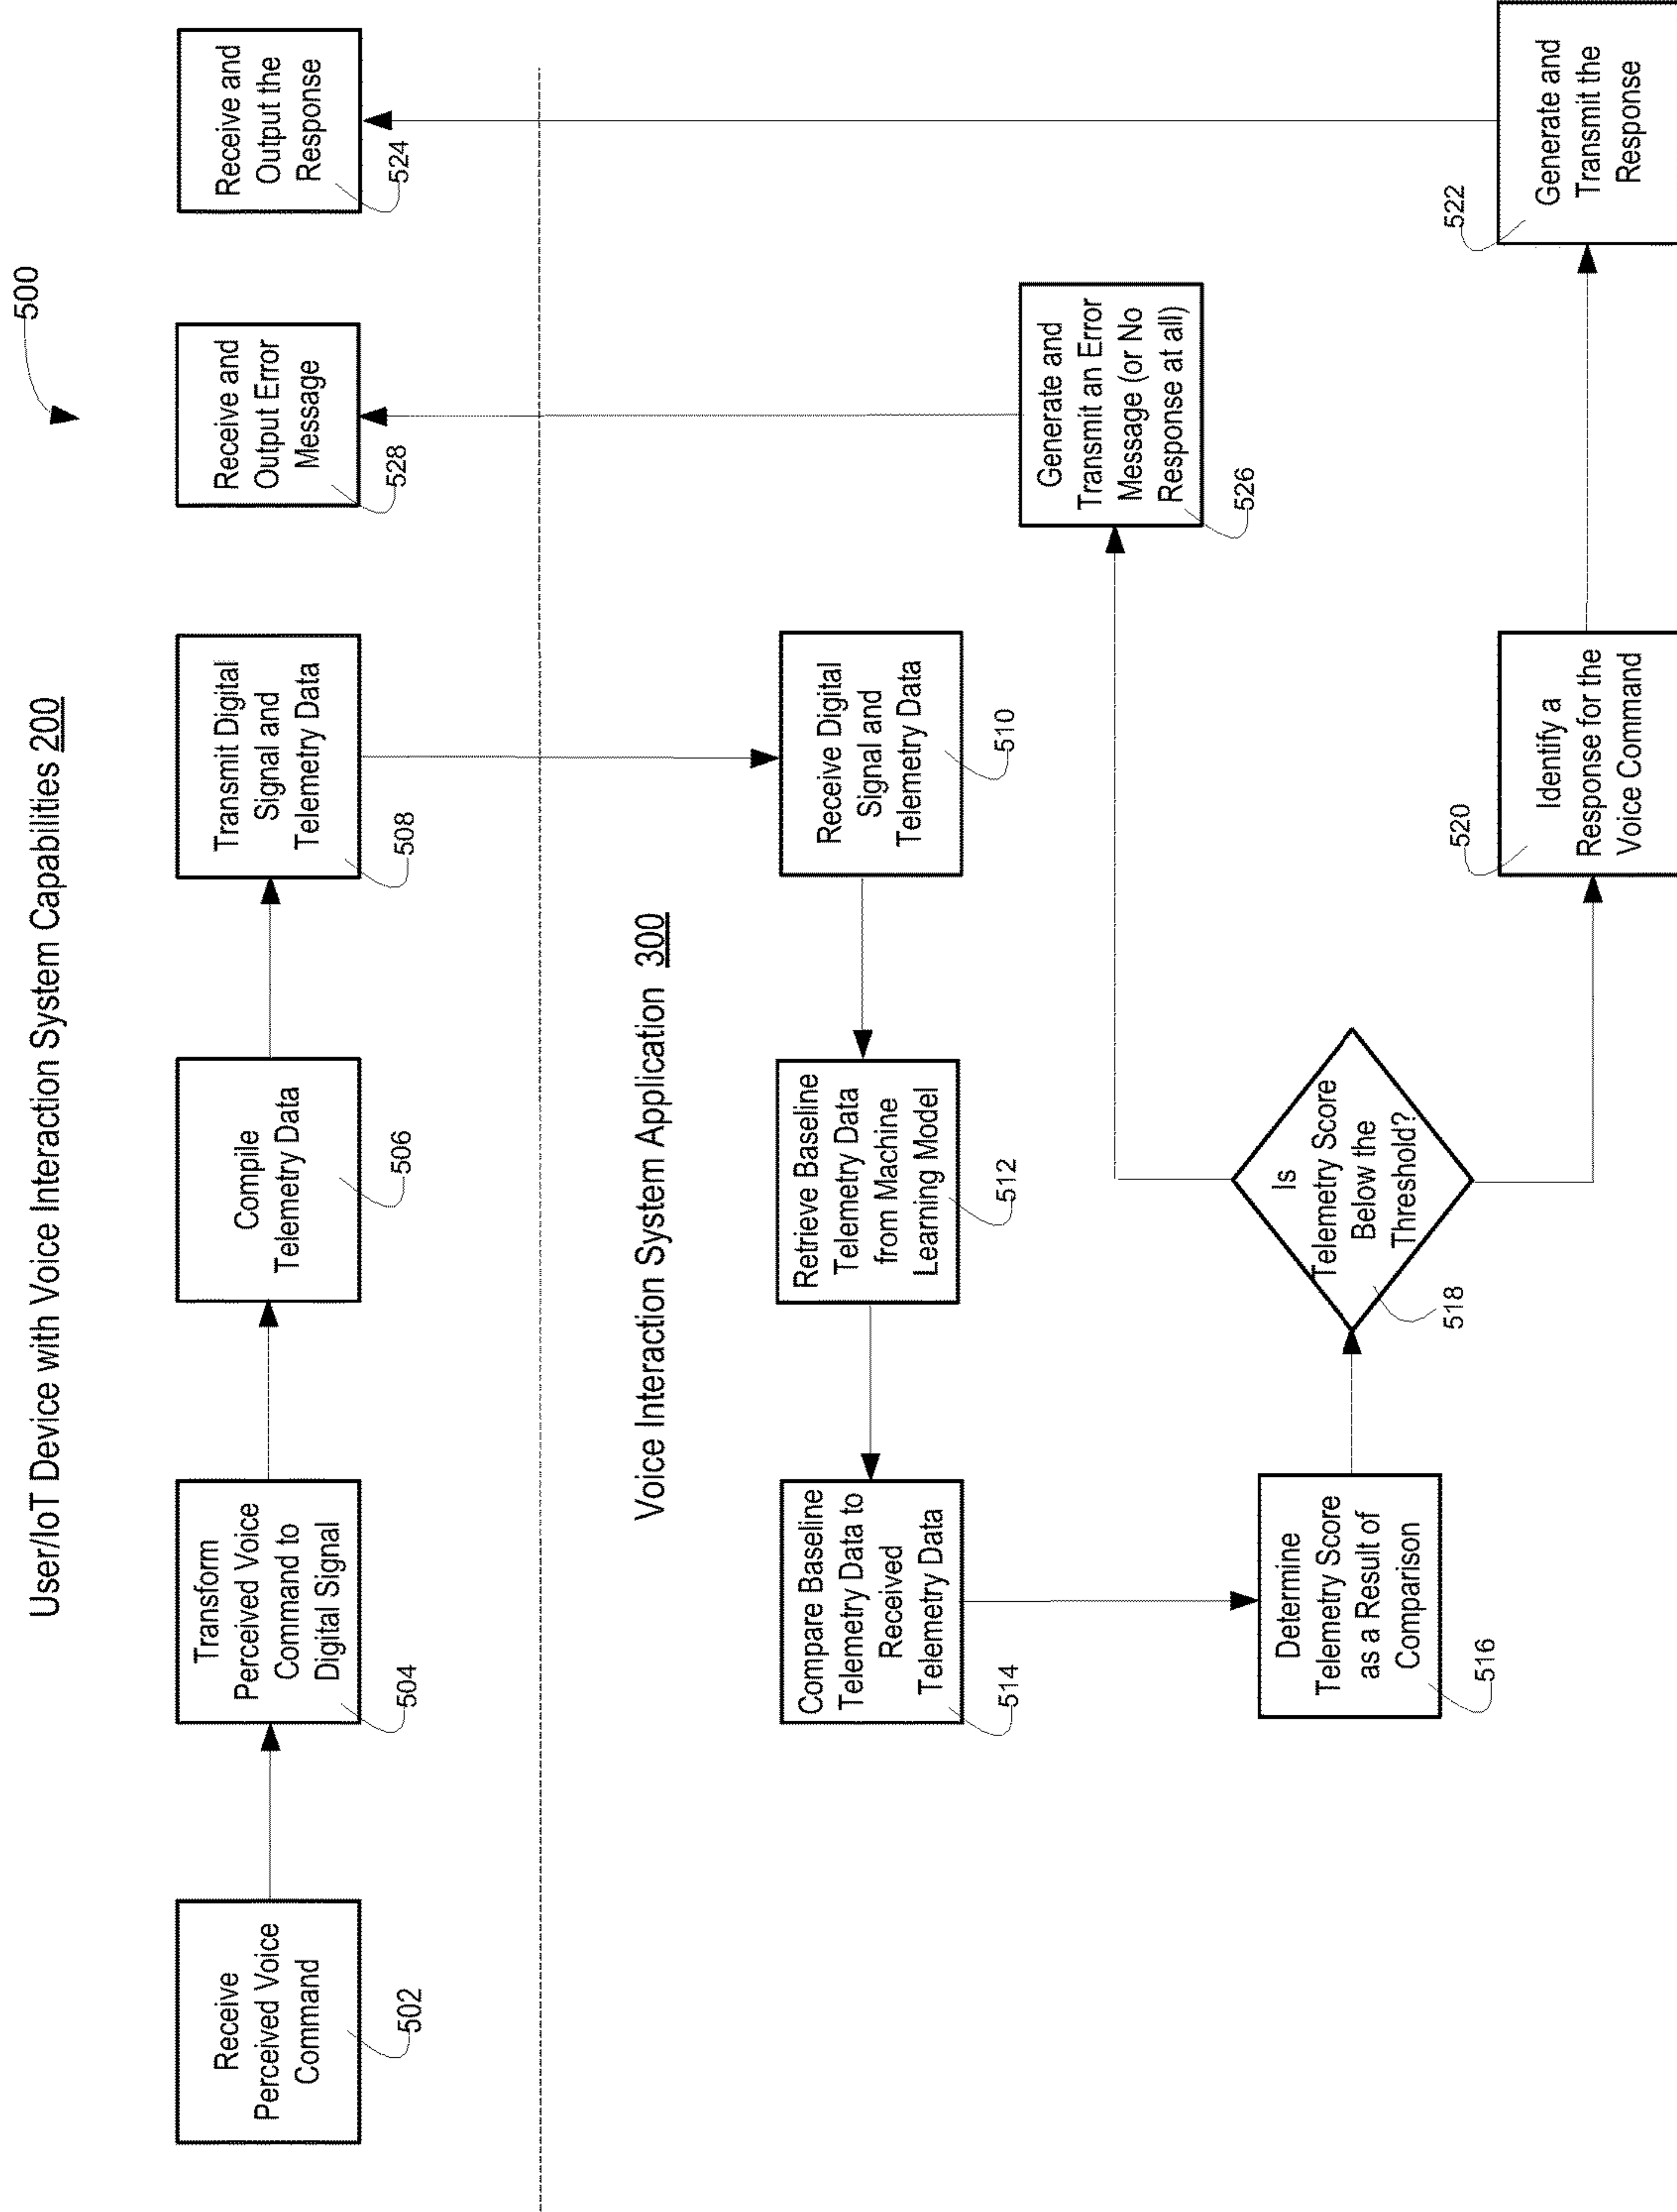 500
User/IoT Device with Voice Interaction System Capabilities 200
Receive
Perceived Voice
Command
502
Transform
Perceived Voice
Command to
Digital Signal
504
Compile
Telemetry Data
506
Transmit Digital
Signal and
Telemetry Data
508
Receive and
Output Error
Message
528
Receive and
Output the
Response
524
Voice Interaction System Application 300
Compare Baseline
Telemetry Data to
Received
Telemetry Data
514
Retrieve Baseline
Telemetry Data
from Machine
Learning Model
512
Receive Digital
Signal and
Telemetry Data
510
Generate and
Transmit an Error
Message (or No
Response at all)
526
Determine
Telemetry Score
as a Result of
Comparison
516
Is
Telemetry Score
Below the
Threshold?
518
Identify a
Response for the
Voice Command
520
Generate and
Transmit the
Response
522